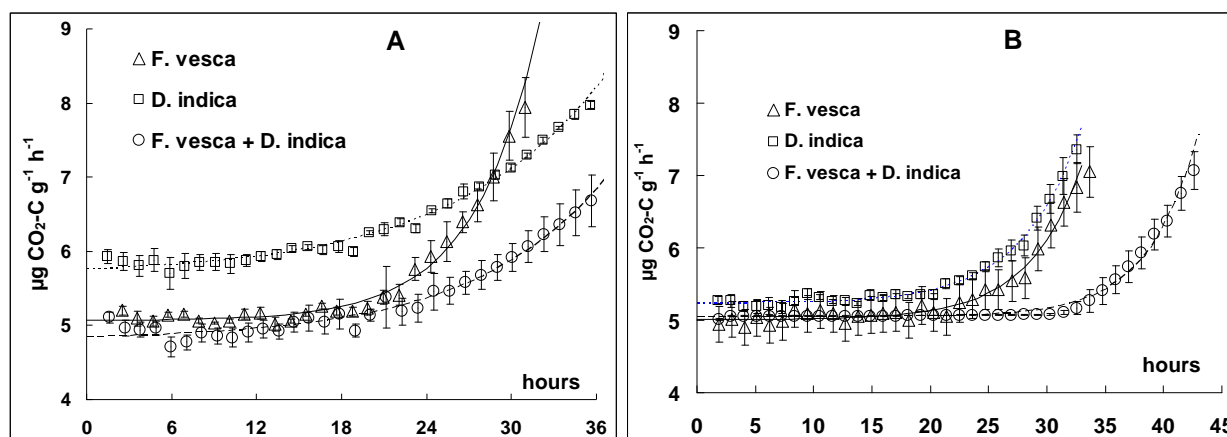 A
F. vesca
D. indica
F. vesca + D. indica
µg CO2-C g-1 h-1
hours
9
8
7
6
5
4
0 6 12 18 24 30 36
B
F. vesca
D. indica
F. vesca + D. indica
µg CO2-C g-1 h-1
hours
9
8
7
6
5
4
0 5 10 15 20 25 30 35 40 45